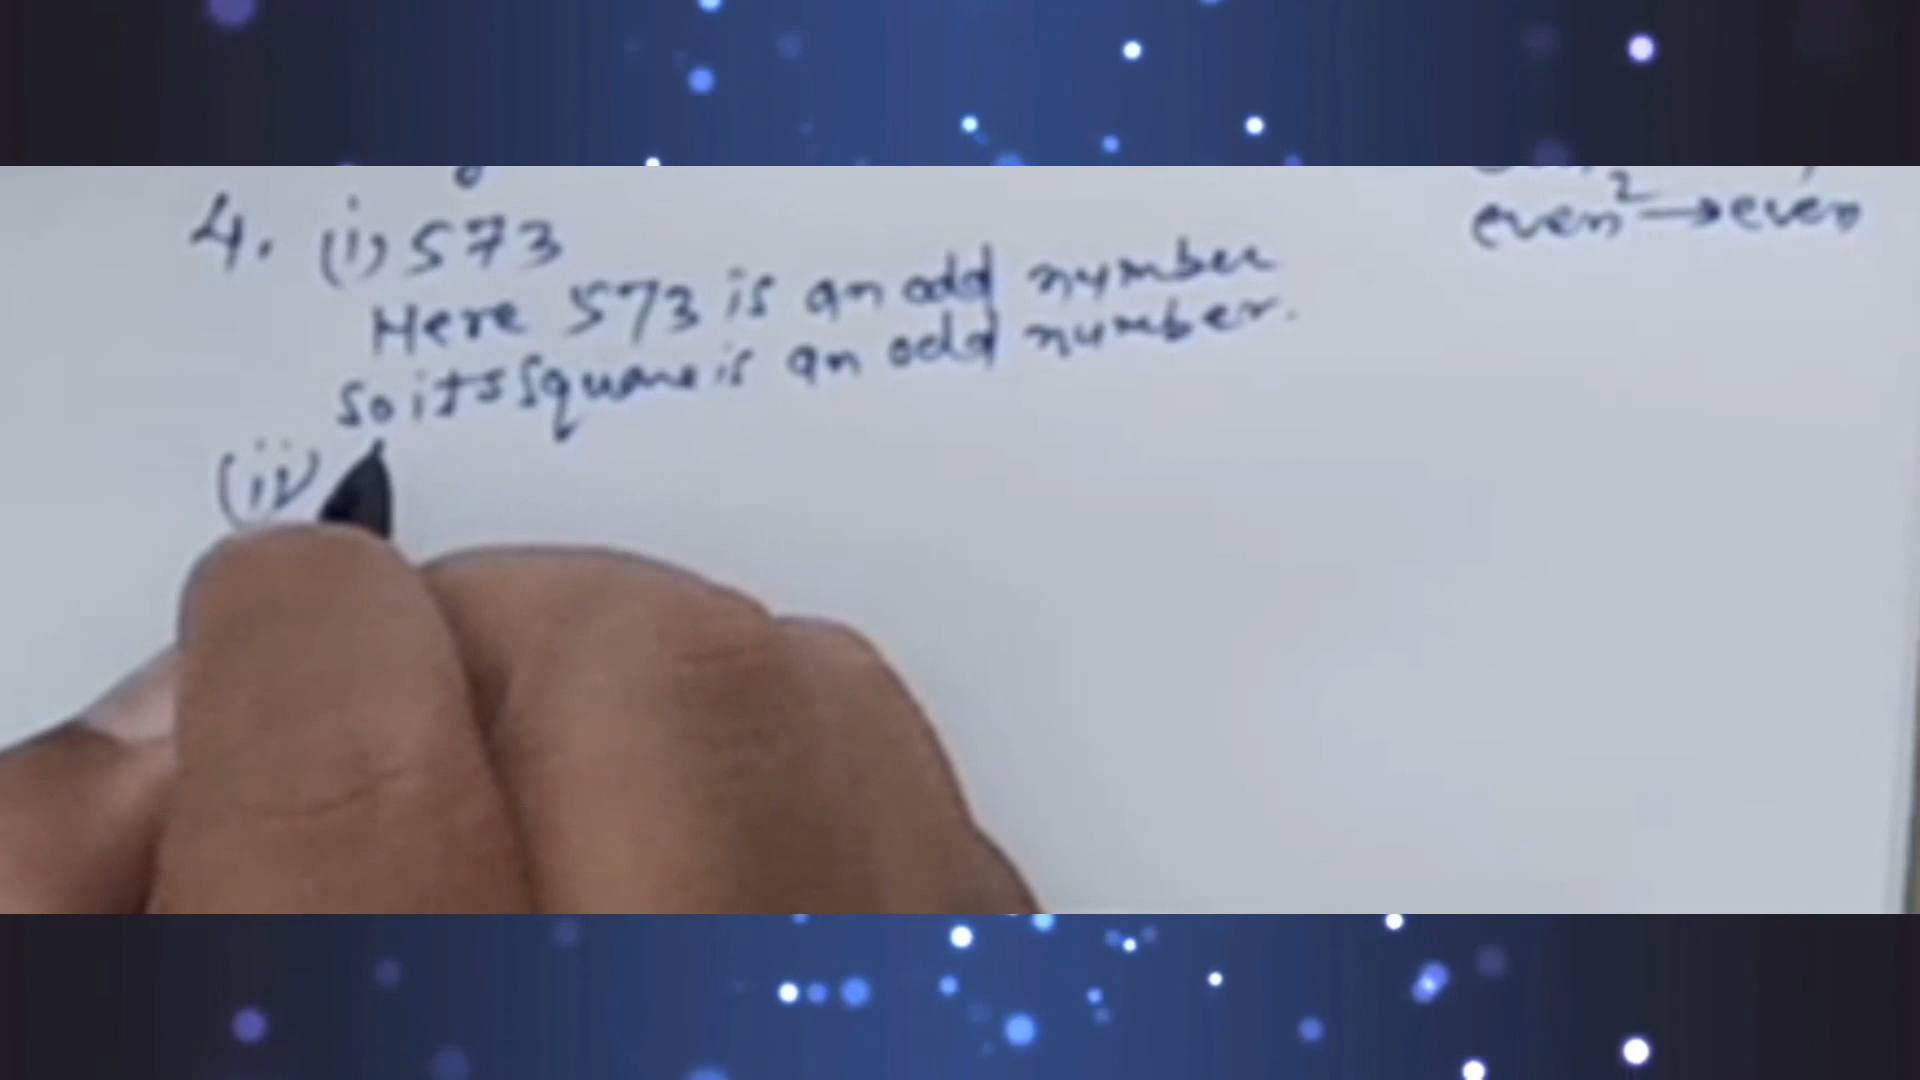 4. (i) 573
Here 573 is an odd number
so its square is an odd number.
(ii)
even² → even